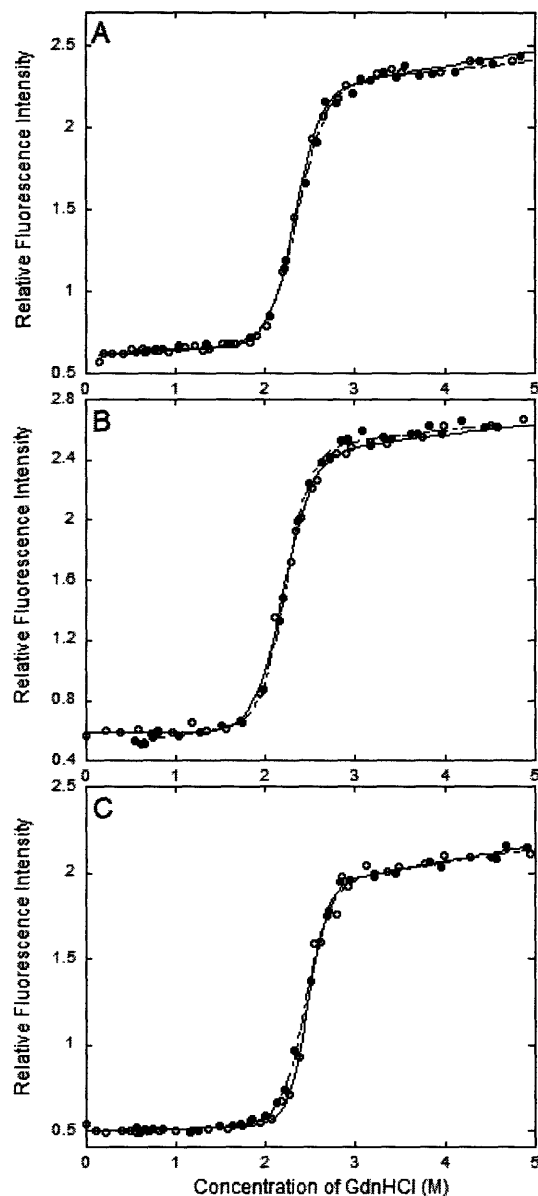 A
Relative Fluorescence Intensity
2.5
2
1.5
1
0.5
0 1 2 3 4 5
B
Relative Fluorescence Intensity
2.8
2.4
2
1.6
1.2
0.8
0.4
0 1 2 3 4 5
C
Relative Fluorescence Intensity
2.5
2
1.5
1
0.5
0 1 2 3 4 5
Concentration of GdnHCl (M)